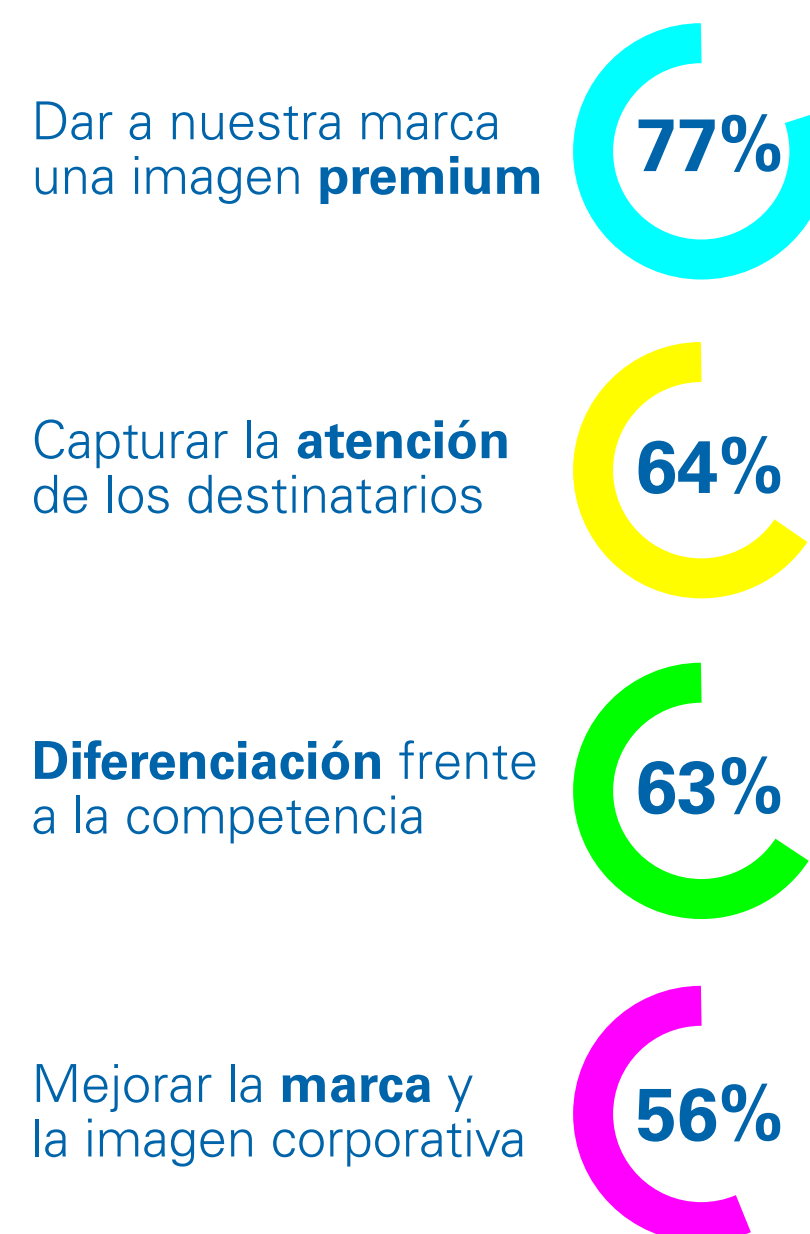 Dar a nuestra marca
una imagen premium
77%
Capturar la atención
de los destinatarios
64%
Diferenciación frente
a la competencia
63%
Mejorar la marca y
la imagen corporativa
56%